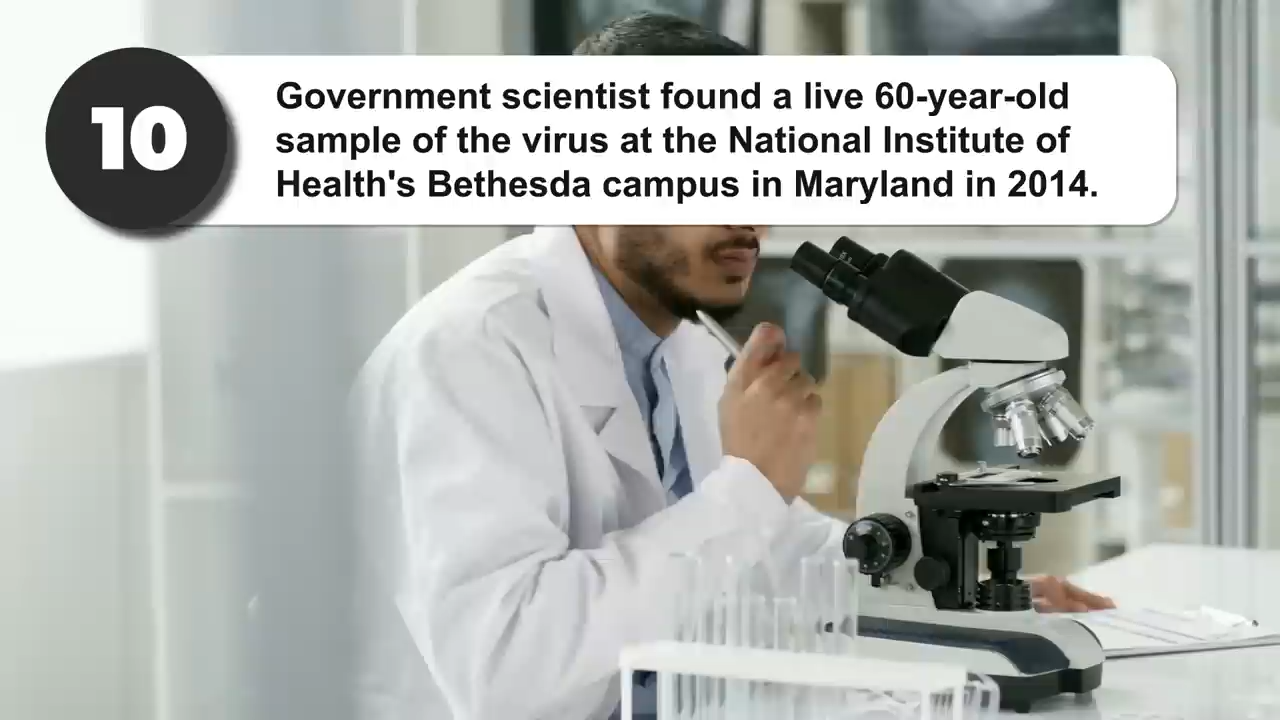 10
Government scientist found a live 60-year-old
sample of the virus at the National Institute of
Health's Bethesda campus in Maryland in 2014.